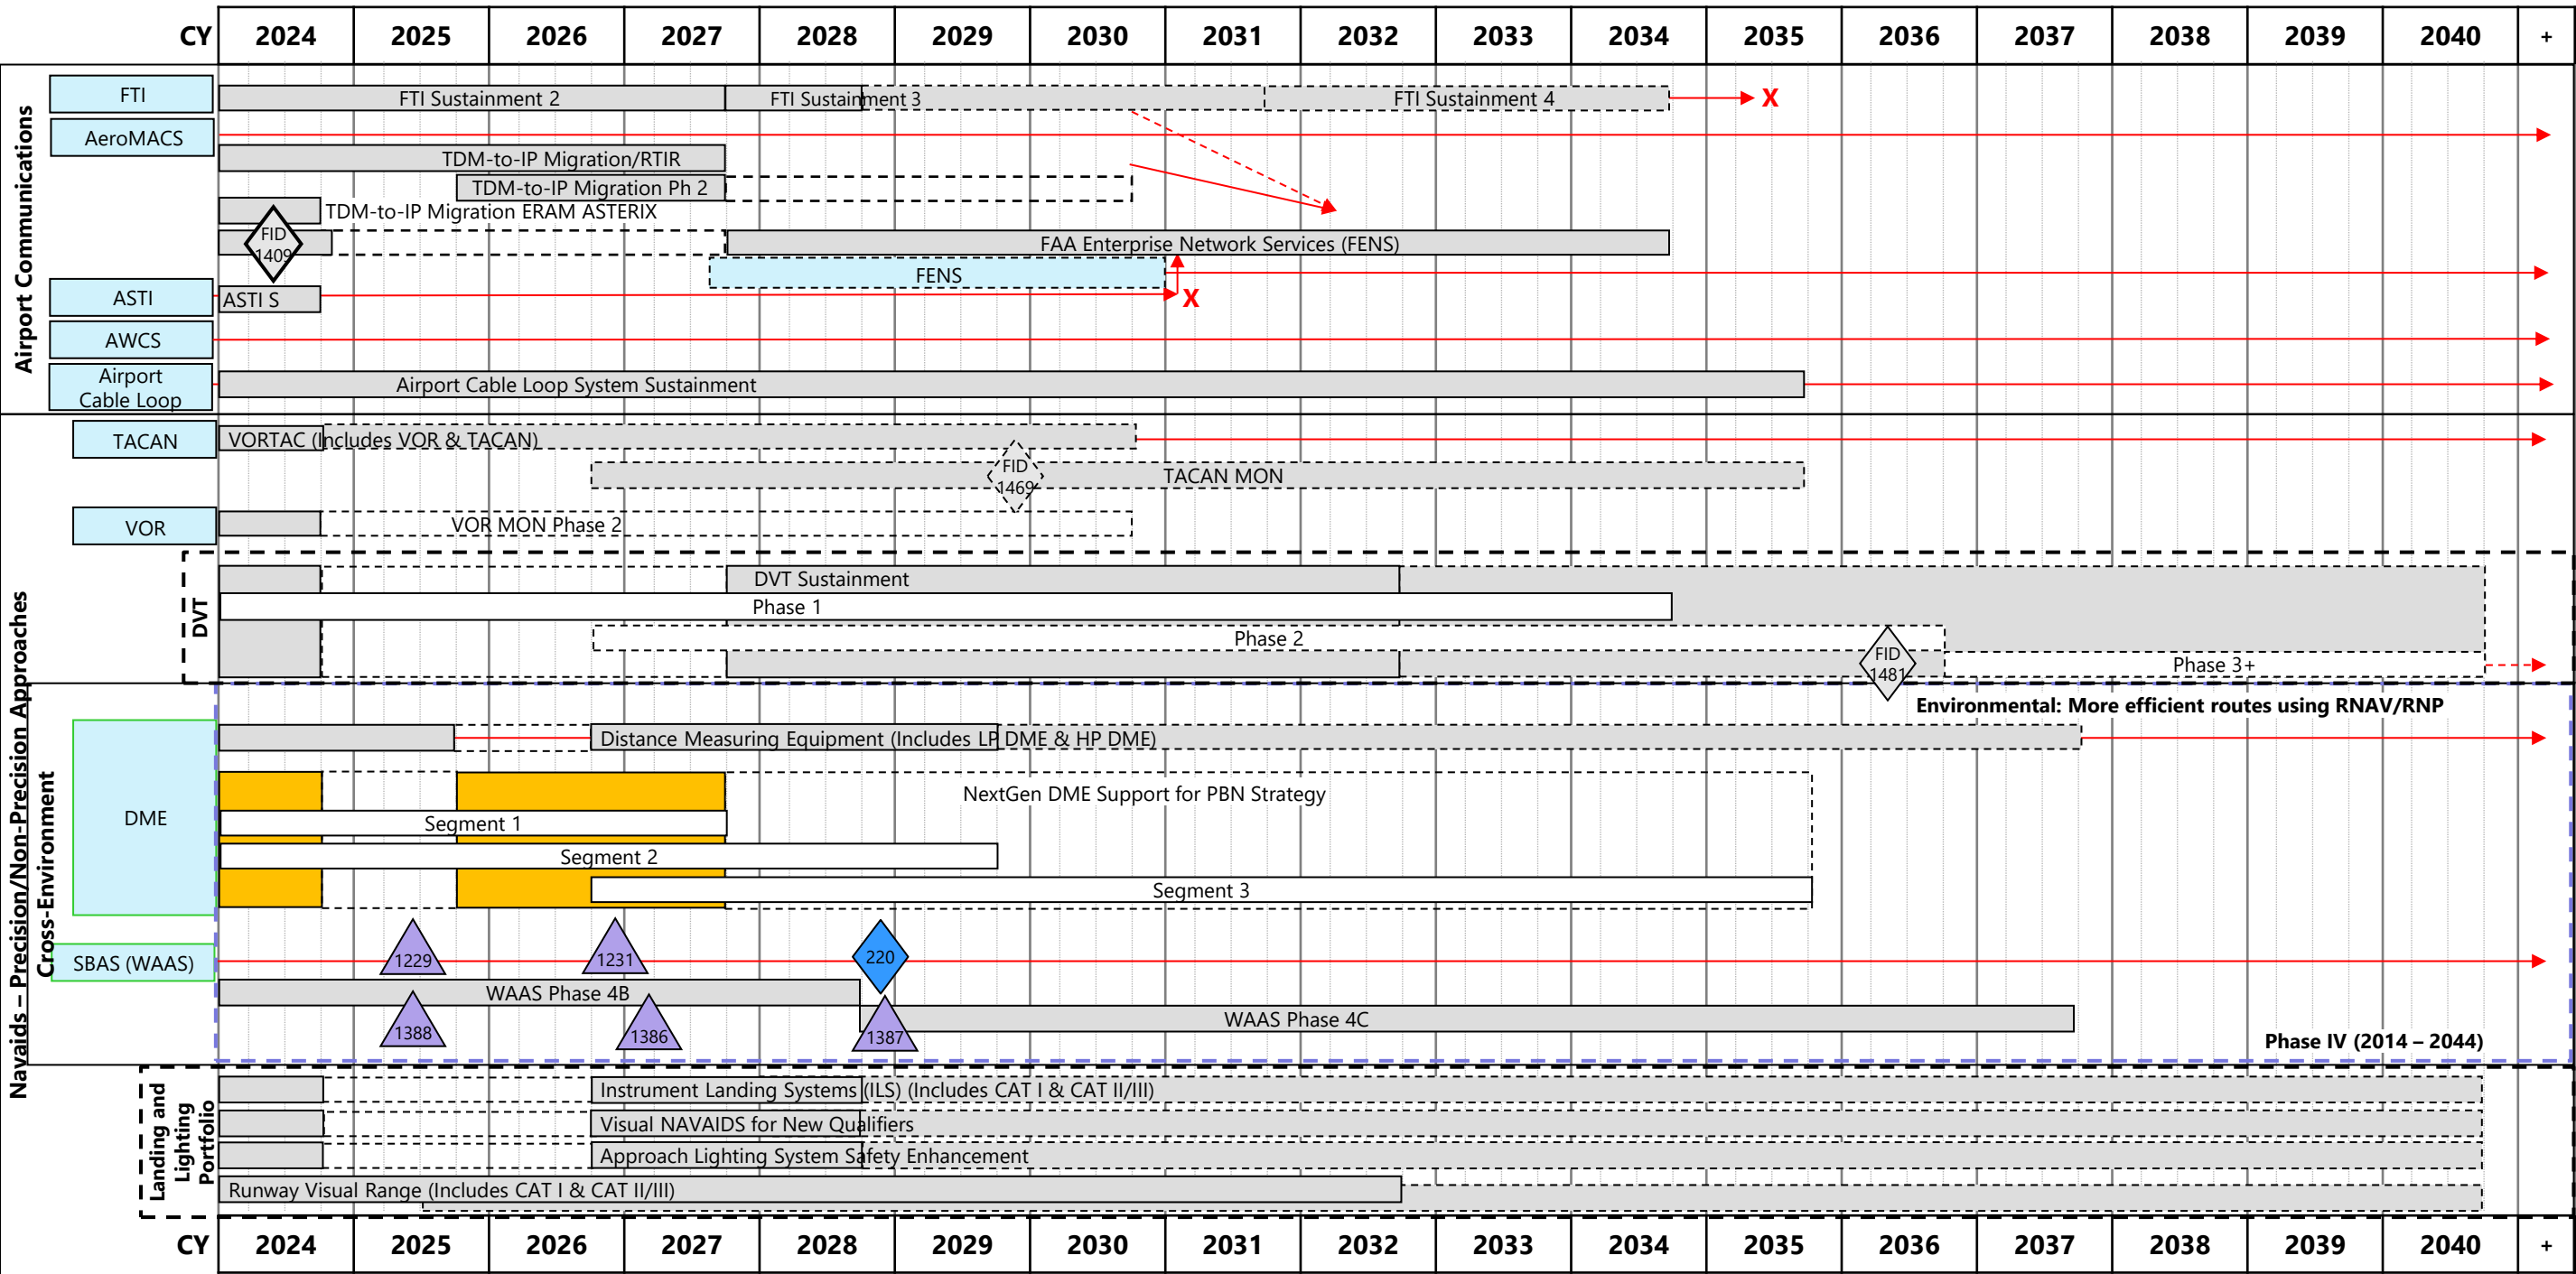 CY 2024 2025 2026 2027 2028 2029 2030 2031 2032 2033 2034 2035 2036 2037 2038 2039 2040 +
Airport Communications
FTI
FTI Sustainment 2
FTI Sustainment 3
FTI Sustainment 4
X
AeroMACS
TDM-to-IP Migration/RTIR
TDM-to-IP Migration Ph 2
TDM-to-IP Migration ERAM ASTERIX
FID
1409
FAA Enterprise Network Services (FENS)
FENS
ASTI
ASTI S
X
AWCS
Airport
Cable Loop
Airport Cable Loop System Sustainment
Navaids – Precision/Non-Precision Approaches
TACAN
VORTAC (Includes VOR & TACAN)
FID
1469
TACAN MON
VOR
VOR MON Phase 2
DVT
DVT Sustainment
Phase 1
Phase 2
FID
1481
Phase 3+
Cross-Environment
Environmental: More efficient routes using RNAV/RNP
DME
Distance Measuring Equipment (Includes LP DME & HP DME)
NextGen DME Support for PBN Strategy
Segment 1
Segment 2
Segment 3
SBAS (WAAS)
1229
1231
220
WAAS Phase 4B
1388
1386
1387
WAAS Phase 4C
Phase IV (2014 – 2044)
Landing and
Lighting
Portfolio
Instrument Landing Systems (ILS) (Includes CAT I & CAT II/III)
Visual NAVAIDS for New Qualifiers
Approach Lighting System Safety Enhancement
Runway Visual Range (Includes CAT I & CAT II/III)
CY 2024 2025 2026 2027 2028 2029 2030 2031 2032 2033 2034 2035 2036 2037 2038 2039 2040 +